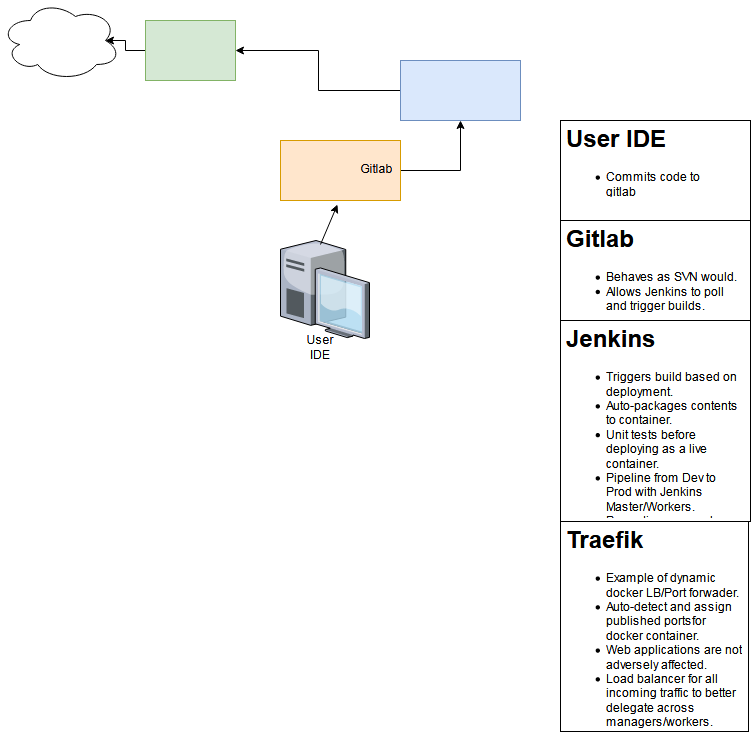 Gitlab
User
IDE
User IDE
Commits code to
gitlab
Gitlab
Behaves as SVN would.
Allows Jenkins to poll
and trigger builds.
Jenkins
Triggers build based on
deployment.
Auto-packages contents
to container.
Unit tests before
deploying as a live
container.
Pipeline from Dev to
Prod with Jenkins
Master/Workers.
Traefik
Example of dynamic
docker LB/Port forwader.
Auto-detect and assign
published portsfor
docker container.
Web applications are not
adversely affected.
Load balancer for all
incoming traffic to better
delegate across
managers/workers.